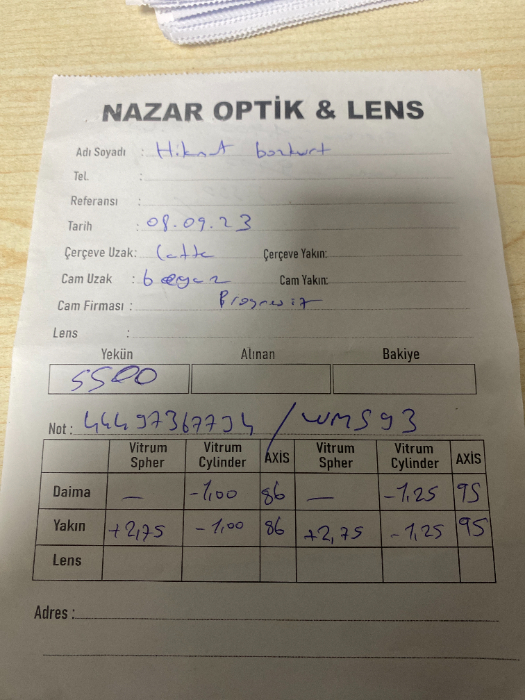 NAZAR OPTİK & LENS
Adı Soyadı : Hikmet bozkurt
Tel. :
Referansı :
Tarih : 08.09.23
Çerçeve Uzak: Çerçeve Yakın:
Cam Uzak : beyaz Cam Yakın:
Cam Firması : Progresif
Lens :
Yekün Alınan Bakiye
5500
Not : 44497367794 / WMS93
Vitrum Spher Vitrum Cylinder AXİS Vitrum Spher Vitrum Cylinder AXİS
Daima — -1,00 86 — -1,25 95
Yakın +2,75 -1,00 86 +2,75 -1,25 95
Lens
Adres :